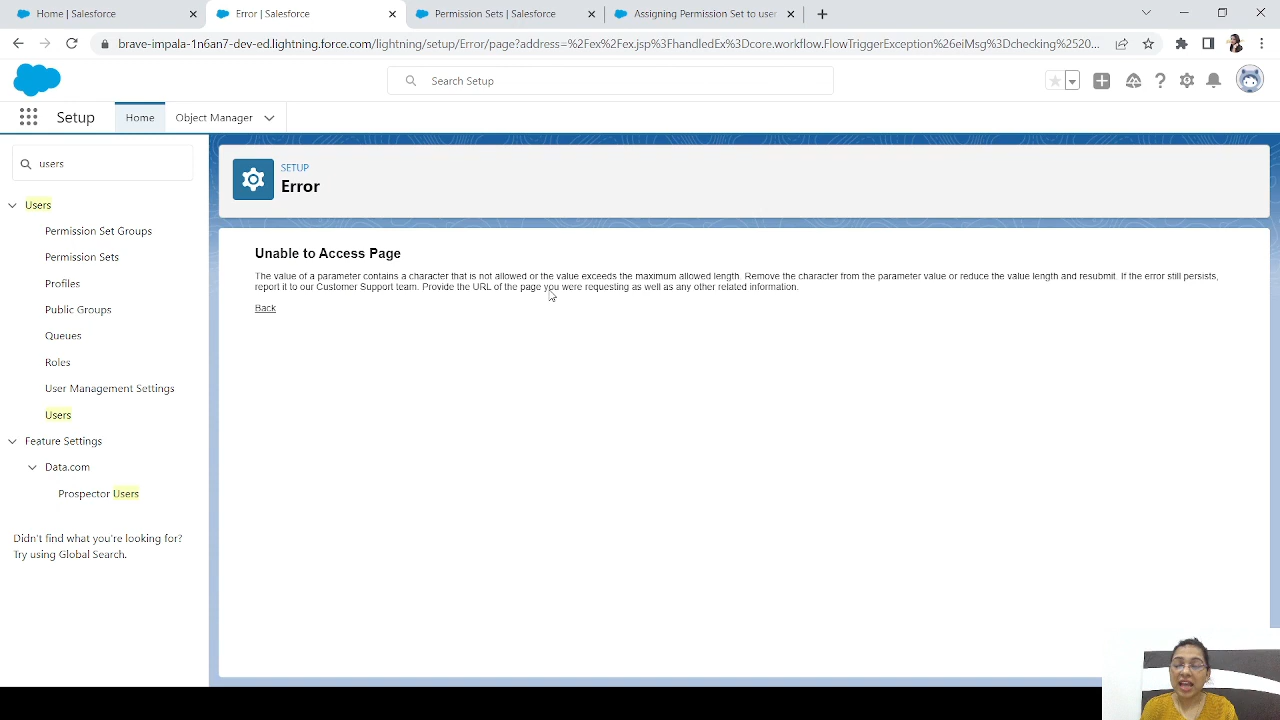 Home | Salesforce
Error | Salesforce
Permission Sets | Salesforce
Assigning Permission Set to user
brave-impala-1n6an7-dev-ed.lightning.force.com/lightning/setup/Error/page?address=%2Fex%2Fex.jsp%3FhandledEx%3Dcore.workflow.FlowTriggerException%26eiMsg%3Dchecking%2520...
Search Setup
Setup
Home
Object Manager
users
Users
Permission Set Groups
Permission Sets
Profiles
Public Groups
Queues
Roles
User Management Settings
Users
Feature Settings
Data.com
Prospector Users
Didn't find what you're looking for?
Try using Global Search.
SETUP
Error
Unable to Access Page
The value of a parameter contains a character that is not allowed or the value exceeds the maximum allowed length. Remove the character from the parameter value or reduce the value length and resubmit. If the error still persists,
report it to our Customer Support team. Provide the URL of the page you were requesting as well as any other related information.
Back